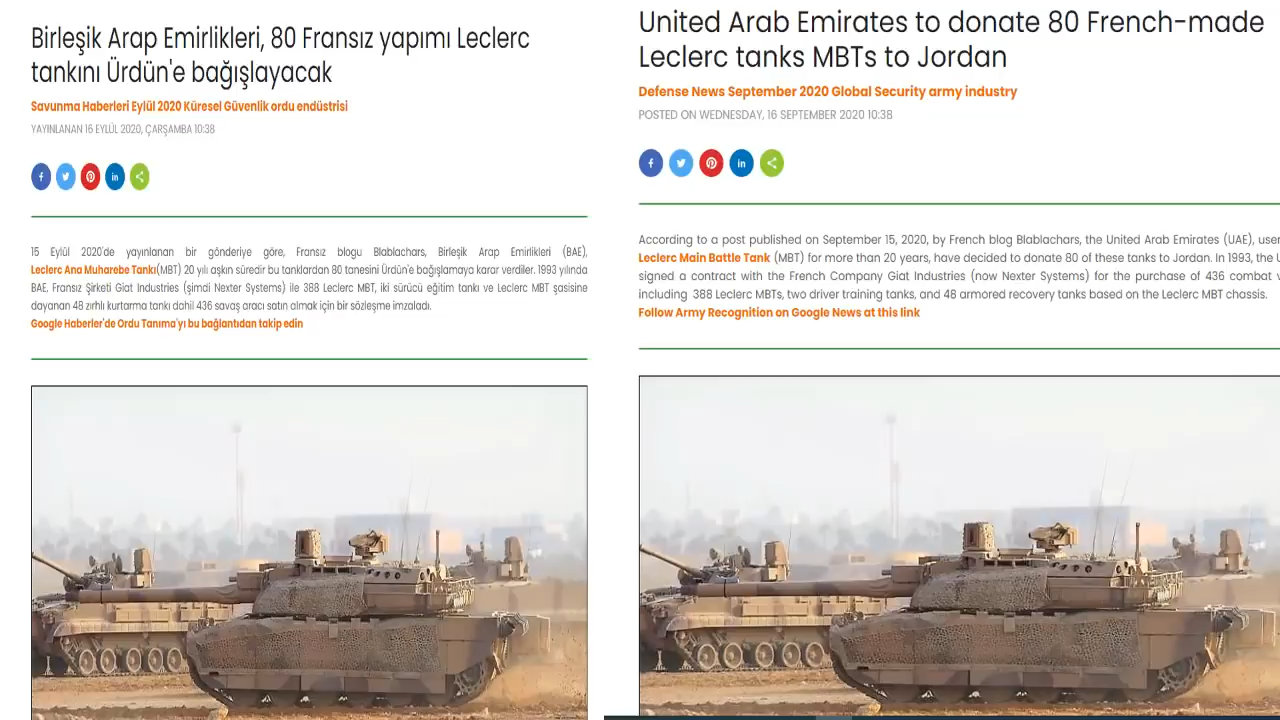 Birleşik Arap Emirlikleri, 80 Fransız yapımı Leclerc
tankını Ürdün'e bağışlayacak
Savunma Haberleri Eylül 2020 Küresel Güvenlik ordu endüstrisi
YAYINLANAN 16 EYLÜL 2020, ÇARŞAMBA 10:38
15 Eylül 2020'de yayınlanan bir gönderiye göre, Fransız blogu Blablachars, Birleşik Arap Emirlikleri (BAE),
Leclerc Ana Muharebe Tankı(MBT) 20 yılı aşkın süredir bu tanklardan 80 tanesini Ürdün'e bağışlamaya karar verdiler. 1993 yılında
BAE, Fransız Şirketi Giat Industries (şimdi Nexter Systems) ile 388 Leclerc MBT, iki sürücü eğitim tankı ve Leclerc MBT şasisine
dayanan 48 zırhlı kurtarma tankı dahil 436 savaş aracı satın almak için bir sözleşme imzaladı.
Google Haberler'de Ordu Tanıma'yı bu bağlantıdan takip edin
United Arab Emirates to donate 80 French-made
Leclerc tanks MBTs to Jordan
Defense News September 2020 Global Security army industry
POSTED ON WEDNESDAY, 16 SEPTEMBER 2020 10:38
According to a post published on September 15, 2020, by French blog Blablachars, the United Arab Emirates (UAE), user
Leclerc Main Battle Tank (MBT) for more than 20 years, have decided to donate 80 of these tanks to Jordan. In 1993, the U
signed a contract with the French Company Giat Industries (now Nexter Systems) for the purchase of 436 combat v
including 388 Leclerc MBTs, two driver training tanks, and 48 armored recovery tanks based on the Leclerc MBT chassis.
Follow Army Recognition on Google News at this link